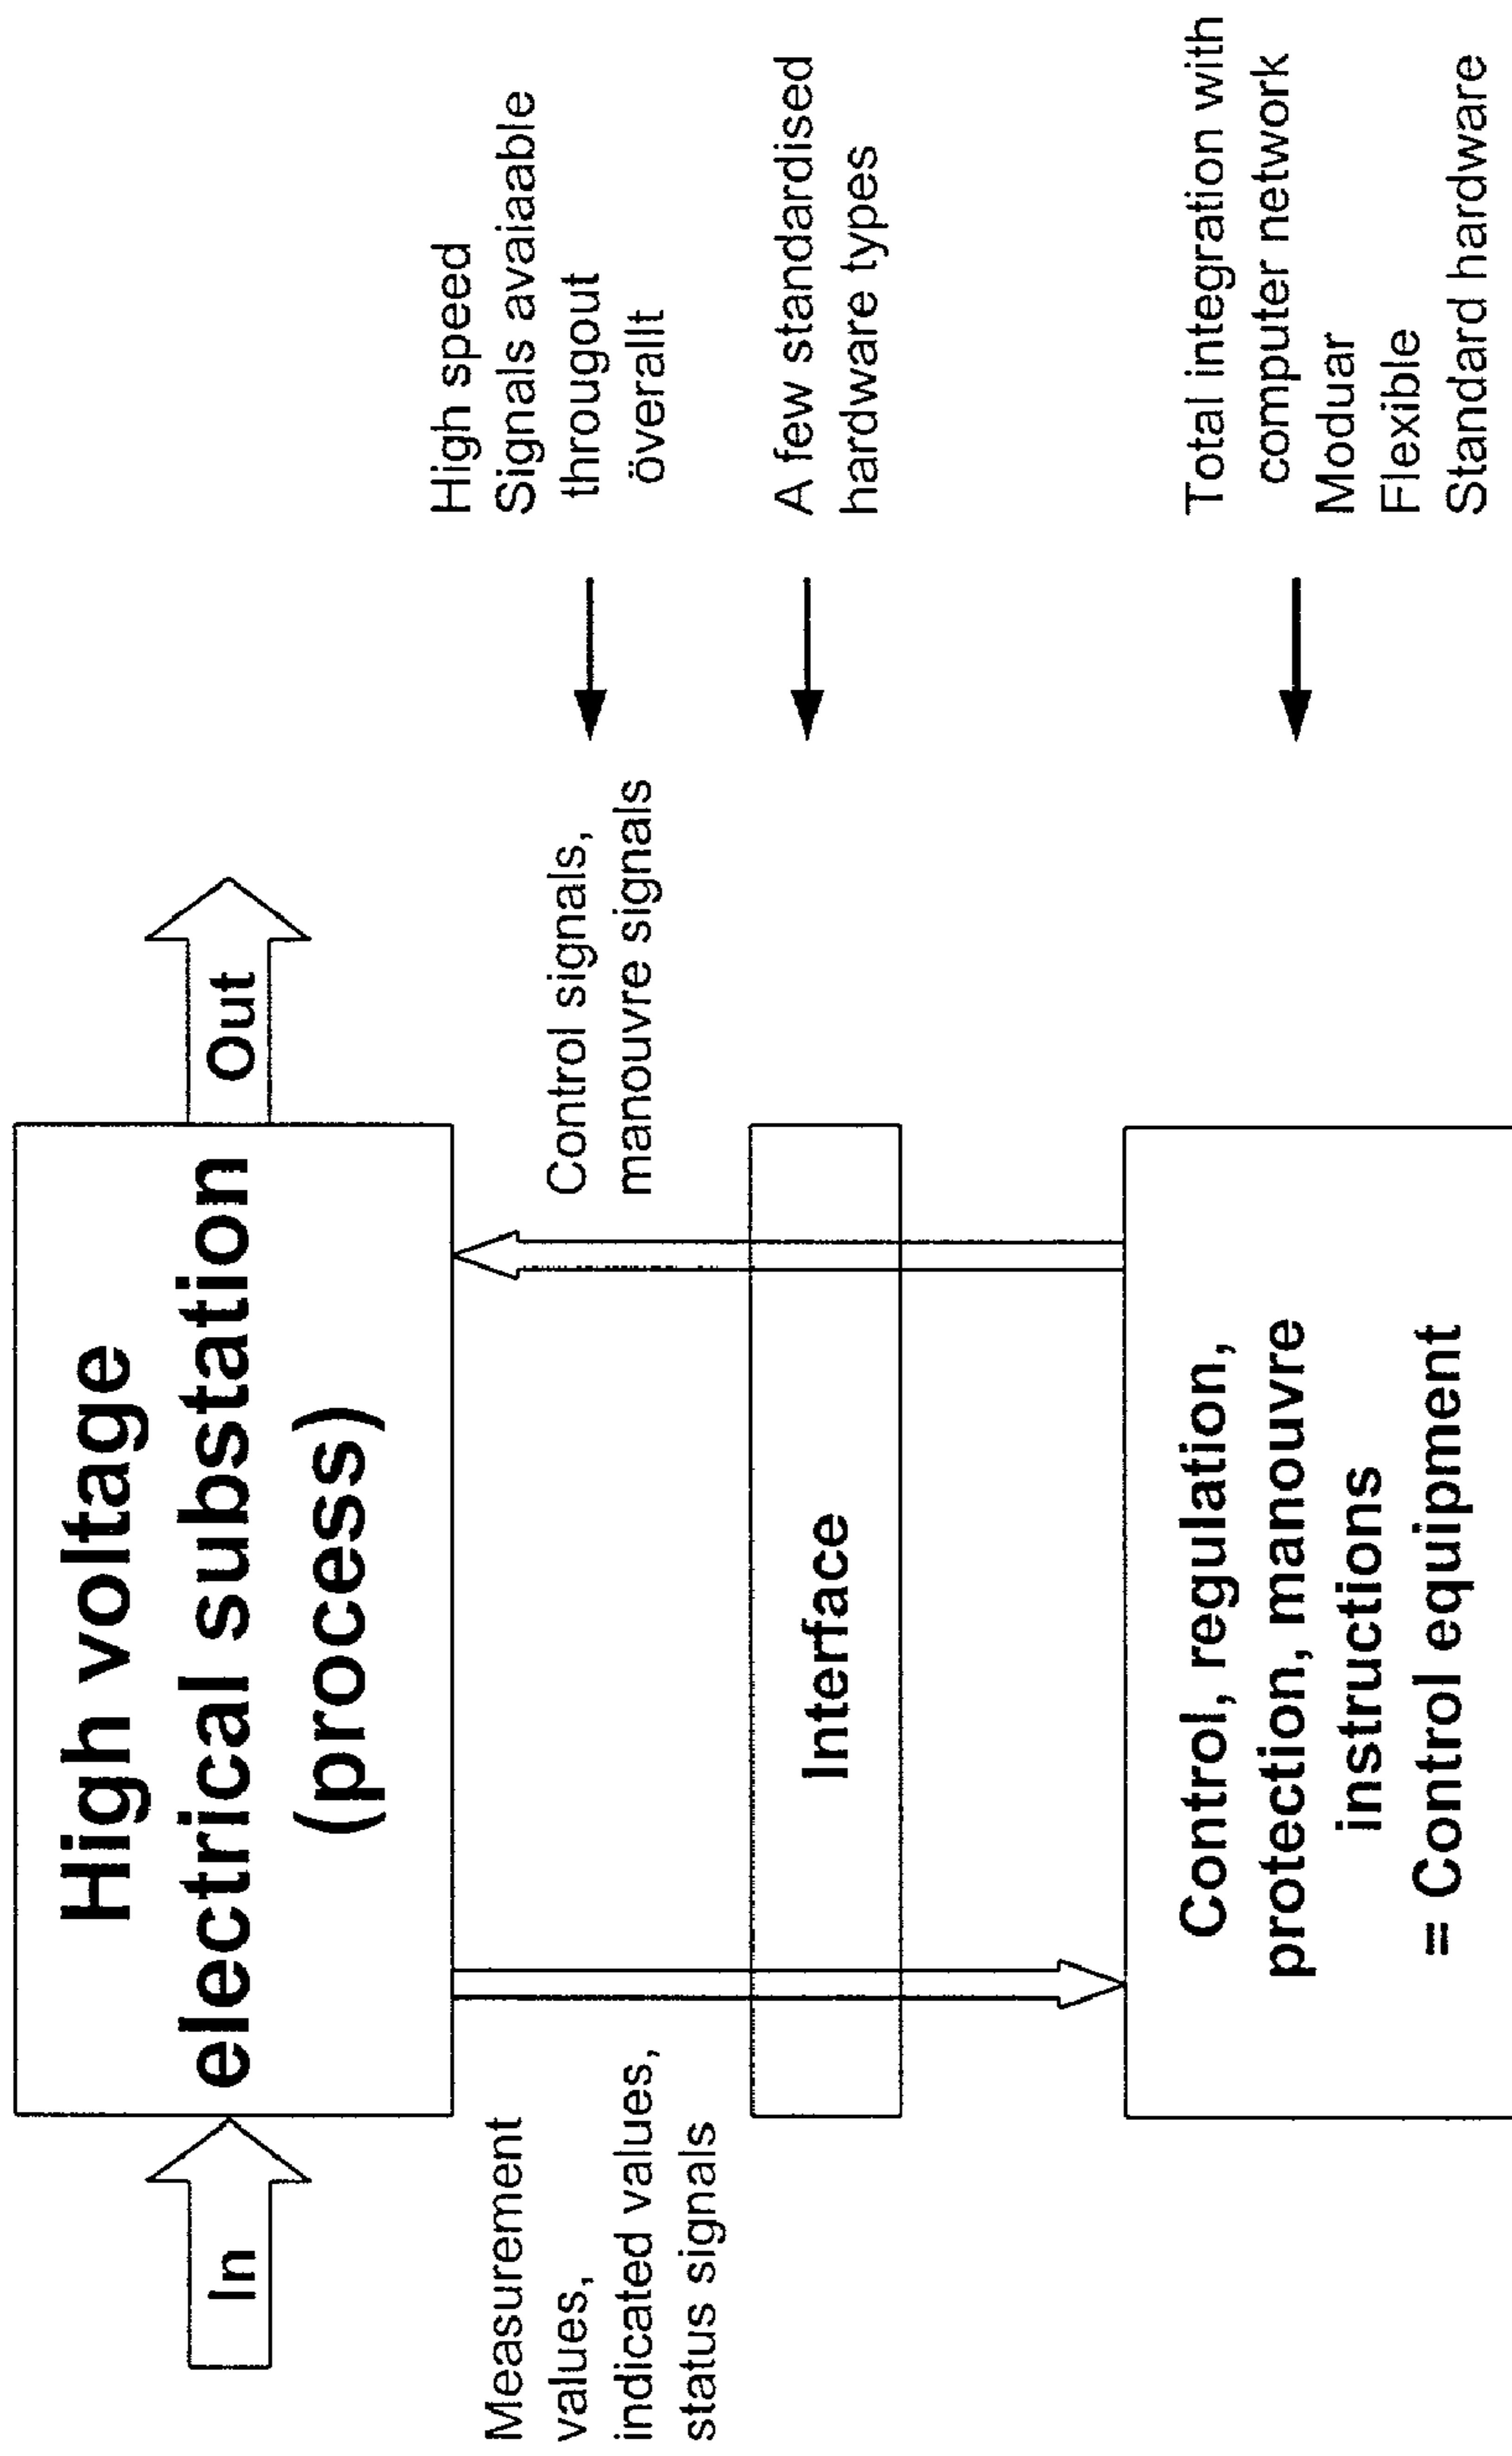 In
High voltage
electrical substation
(process)
Out
Measurement
values,
indicated values,
status signals
Control signals,
manouvre signals
High speed
Signals avaiaable
througout
överallt
Interface
A few standardised
hardware types
Control, regulation,
protection, manouvre
instructions
= Control equipment
Total integration with
computer network
Moduar
Flexible
Standard hardware